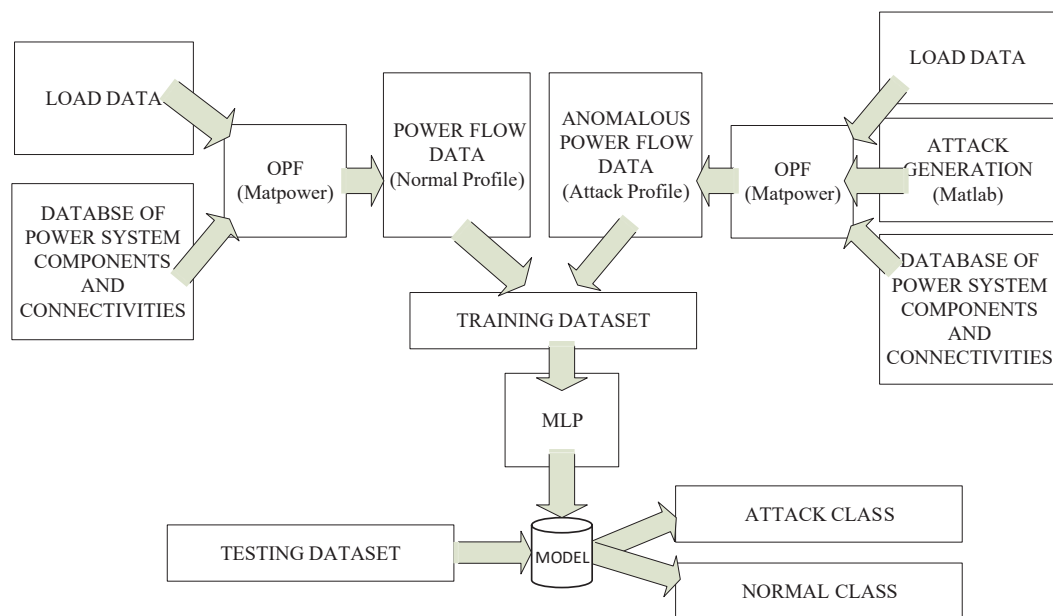 LOAD DATA
DATABSE OF
POWER SYSTEM
COMPONENTS
AND
CONNECTIVITIES
OPF
(Matpower)
POWER FLOW
DATA
(Normal Profile)
ANOMALOUS
POWER FLOW
DATA
(Attack Profile)
OPF
(Matpower)
LOAD DATA
ATTACK
GENERATION
(Matlab)
DATABASE OF
POWER SYSTEM
COMPONENTS
AND
CONNECTIVITIES
TRAINING DATASET
MLP
TESTING DATASET
MODEL
ATTACK CLASS
NORMAL CLASS